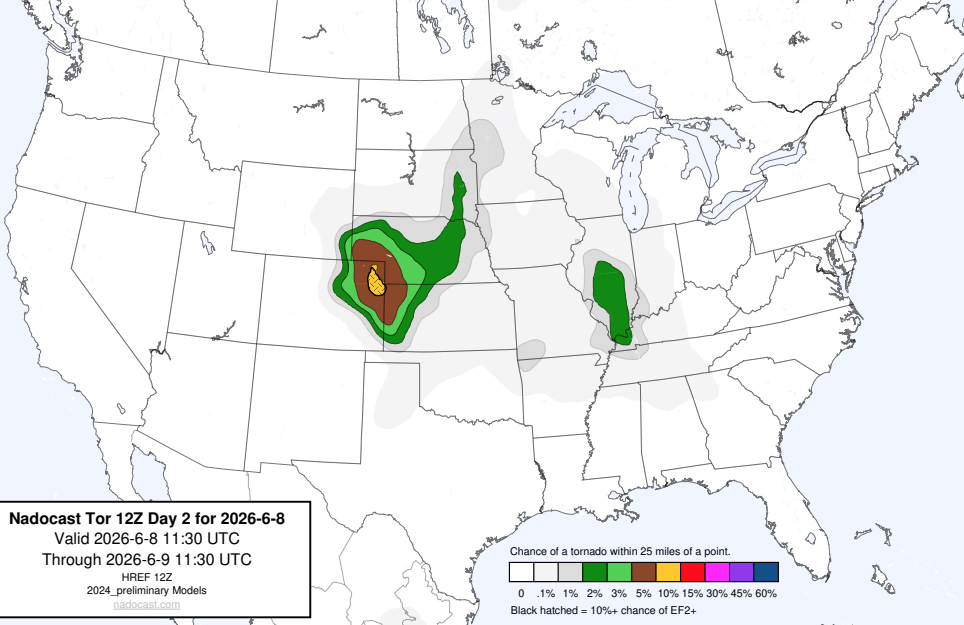 Nadocast Tor 12Z Day 2 for 2026-6-8
Valid 2026-6-8 11:30 UTC
Through 2026-6-9 11:30 UTC
HREF 12Z
2024_preliminary Models
nadocast.com
Chance of a tornado within 25 miles of a point.
0 .1% 1% 2% 3% 5% 10% 15% 30% 45% 60%
Black hatched = 10%+ chance of EF2+